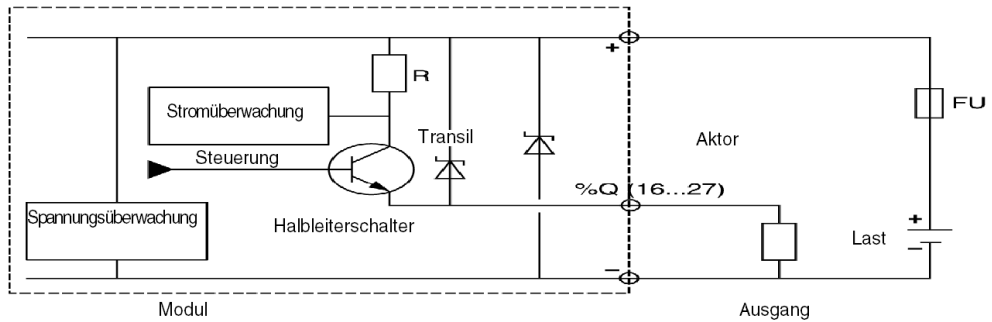 +
R
FU
Stromüberwachung
Transil
Aktor
Steuerung
%Q (16...27)
Spannungsüberwachung
Halbleiterschalter
+
Last
−
−
Modul
Ausgang